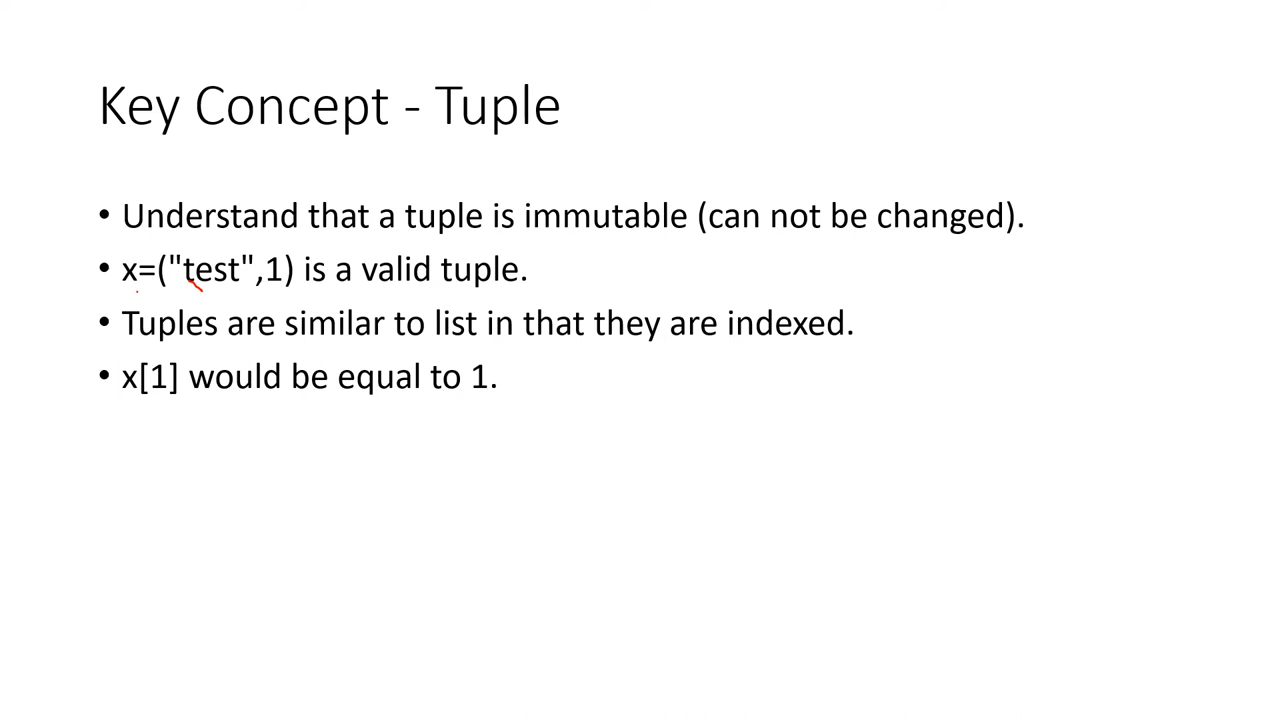 Key Concept - Tuple
• Understand that a tuple is immutable (can not be changed).
• x=("test",1) is a valid tuple.
• Tuples are similar to list in that they are indexed.
• x[1] would be equal to 1.